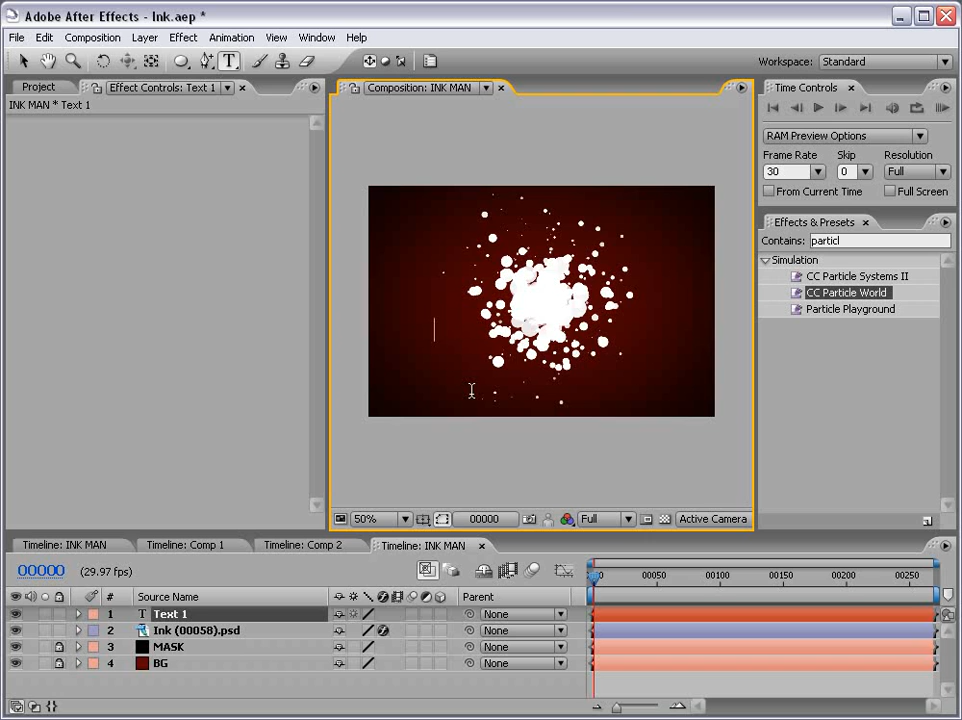 Adobe After Effects - Ink.aep *
File Edit Composition Layer Effect Animation View Window Help
Workspace: Standard
Project Effect Controls: Text 1
INK MAN * Text 1
Composition: INK MAN
Time Controls
RAM Preview Options
Frame Rate Skip Resolution
30 0 Full
From Current Time Full Screen
Effects & Presets
Contains: particl
Simulation
CC Particle Systems II
CC Particle World
Particle Playground
50% 00000 Full Active Camera
Timeline: INK MAN Timeline: Comp 1 Timeline: Comp 2 Timeline: INK MAN
00000 (29.97 fps)
00050 00100 00150 00200 00250
# Source Name Parent
1 T Text 1 None
2 Ink (00058).psd None
3 MASK None
4 BG None